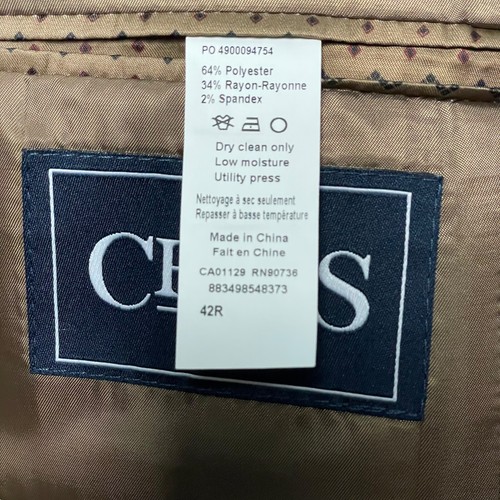 PO 4900094754
64% Polyester
34% Rayon-Rayonne
2% Spandex
Dry clean only
Low moisture
Utility press
Nettoyage à sec seulement
Repasser à basse température
Made in China
Fait en Chine
CA01129 RN90736
883498548373
42R